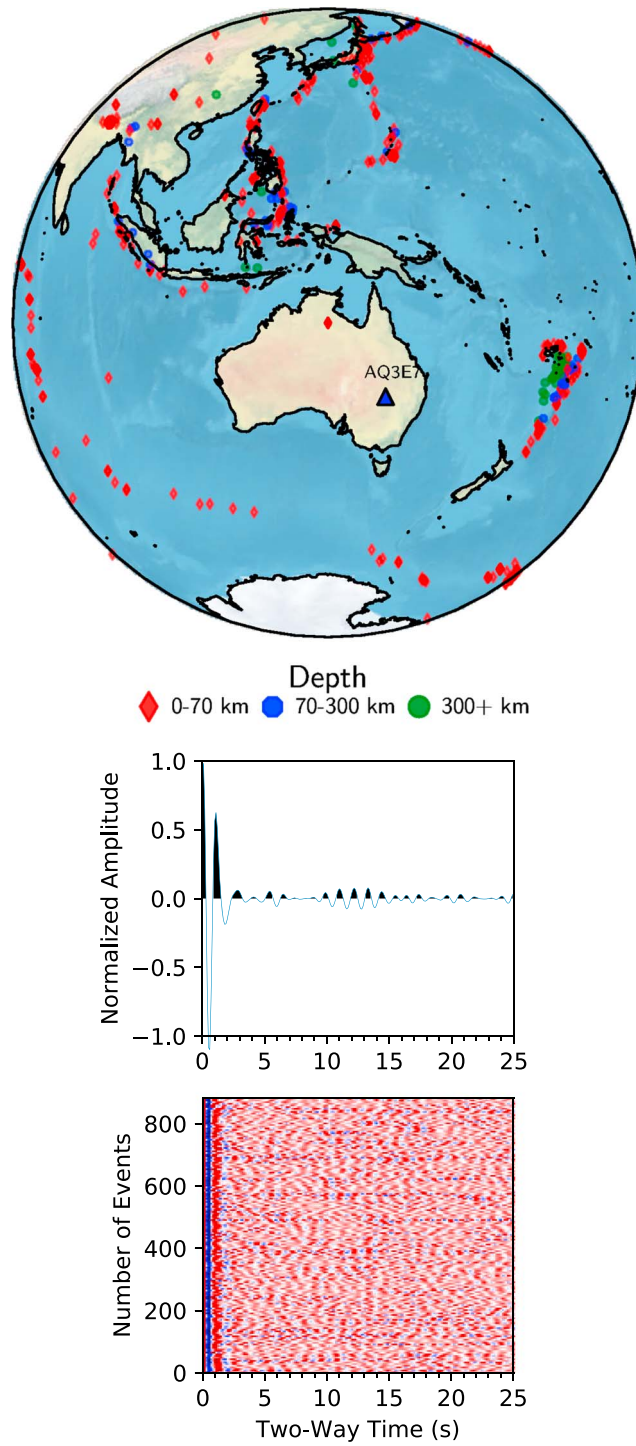 AQ3E7
Depth
0-70 km 70-300 km 300+ km
Normalized Amplitude
1.0
0.5
0.0
−0.5
−1.0
0 5 10 15 20 25
Number of Events
800
600
400
200
0
0 5 10 15 20 25
Two-Way Time (s)